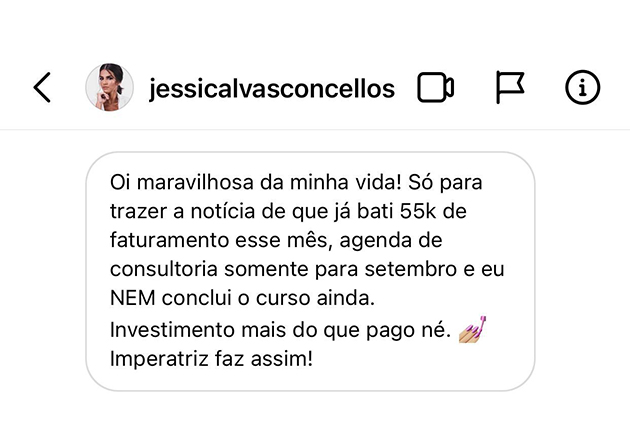 jessicalvasconcellos
Oi maravilhosa da minha vida! Só para
trazer a notícia de que já bati 55k de
faturamento esse mês, agenda de
consultoria somente para setembro e eu
NEM conclui o curso ainda.
Investimento mais do que pago né. 💅🏼
Imperatriz faz assim!